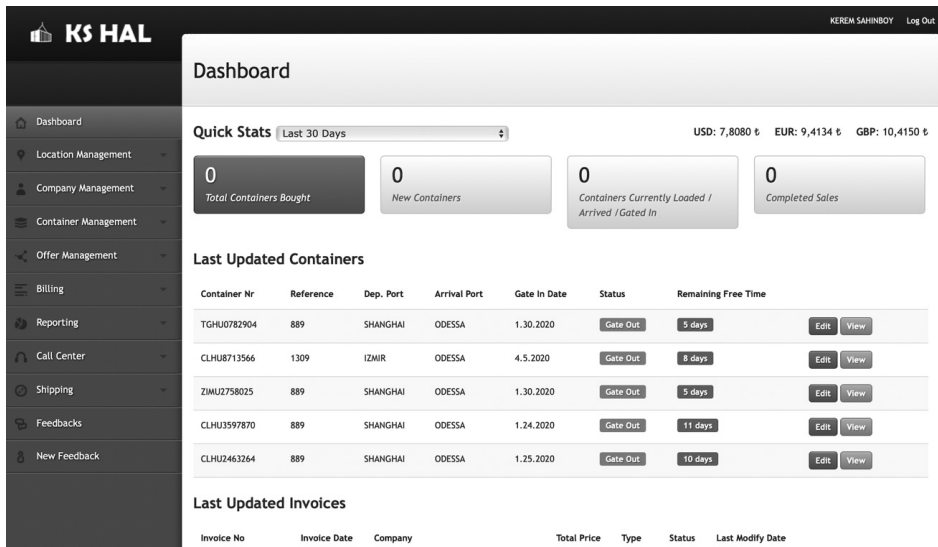 KS HAL
KEREM SAHINBOY Log Out
Dashboard
Dashboard
Location Management
Company Management
Container Management
Offer Management
Billing
Reporting
Call Center
Shipping
Feedbacks
New Feedback
Quick Stats Last 30 Days USD: 7,8080 ₺ EUR: 9,4134 ₺ GBP: 10,4150 ₺
0
Total Containers Bought
0
New Containers
0
Containers Currently Loaded /
Arrived /Gated In
0
Completed Sales
Last Updated Containers
Container Nr Reference Dep. Port Arrival Port Gate In Date Status Remaining Free Time
TGHU0782904 889 SHANGHAI ODESSA 1.30.2020 Gate Out 5 days Edit View
CLHU8713566 1309 IZMIR ODESSA 4.5.2020 Gate Out 8 days Edit View
ZIMU2758025 889 SHANGHAI ODESSA 1.30.2020 Gate Out 5 days Edit View
CLHU3597870 889 SHANGHAI ODESSA 1.24.2020 Gate Out 11 days Edit View
CLHU2463264 889 SHANGHAI ODESSA 1.25.2020 Gate Out 10 days Edit View
Last Updated Invoices
Invoice No Invoice Date Company Total Price Type Status Last Modify Date